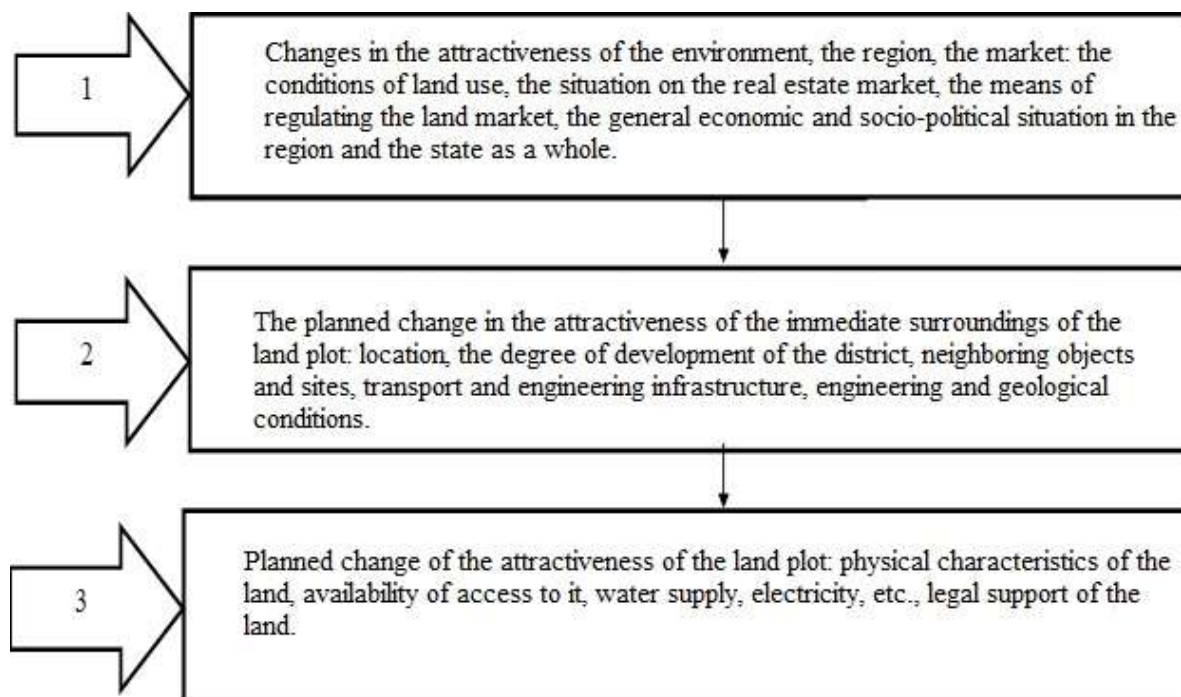 1
Changes in the attractiveness of the environment, the region, the market: the
conditions of land use, the situation on the real estate market, the means of
regulating the land market, the general economic and socio-political situation in the
region and the state as a whole.
2
The planned change in the attractiveness of the immediate surroundings of the
land plot: location, the degree of development of the district, neighboring objects
and sites, transport and engineering infrastructure, engineering and geological
conditions.
3
Planned change of the attractiveness of the land plot: physical characteristics of the
land, availability of access to it, water supply, electricity, etc., legal support of the
land.